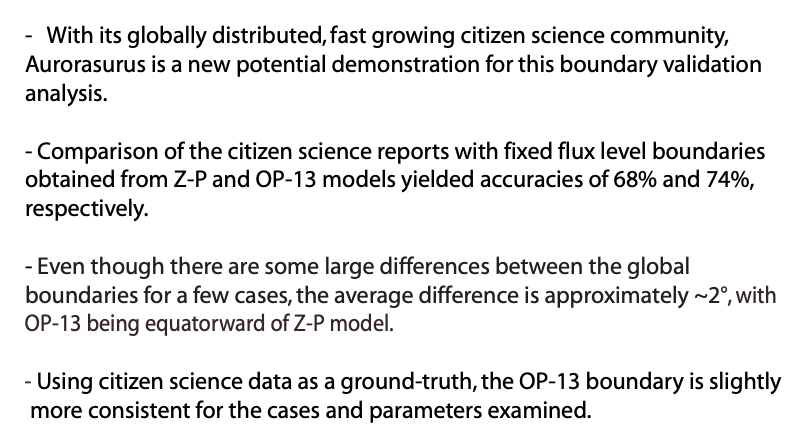 - With its globally distributed, fast growing citizen science community,
Aurorasurus is a new potential demonstration for this boundary validation
analysis.
- Comparison of the citizen science reports with fixed flux level boundaries
obtained from Z-P and OP-13 models yielded accuracies of 68% and 74%,
respectively.
- Even though there are some large differences between the global
boundaries for a few cases, the average difference is approximately ~2°, with
OP-13 being equatorward of Z-P model.
- Using citizen science data as a ground-truth, the OP-13 boundary is slightly
more consistent for the cases and parameters examined.